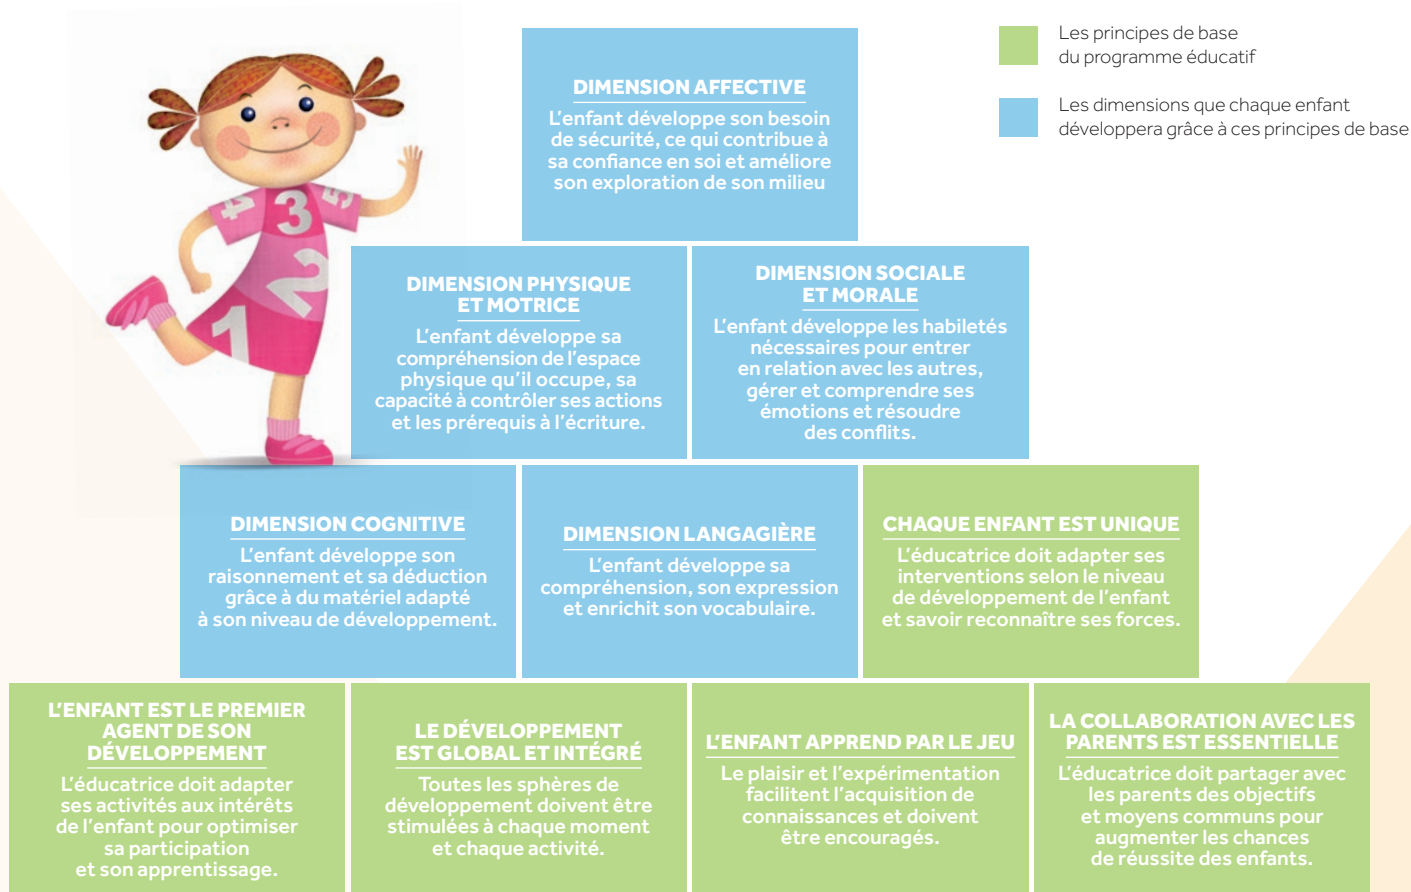 Les principes de base
du programme éducatif
Les dimensions que chaque enfant
développera grâce à ces principes de base
DIMENSION AFFECTIVE
L'enfant développe son besoin
de sécurité, ce qui contribue à
sa confiance en soi et améliore
son exploration de son milieu
4 3 5
2
1
DIMENSION PHYSIQUE
ET MOTRICE
L'enfant développe sa
compréhension de l'espace
physique qu'il occupe, sa
capacité à contrôler ses actions
et les prérequis à l'écriture.
DIMENSION SOCIALE
ET MORALE
L'enfant développe les habiletés
nécessaires pour entrer
en relation avec les autres,
gérer et comprendre ses
émotions et résoudre
des conflits.
DIMENSION COGNITIVE
L'enfant développe son
raisonnement et sa déduction
grâce à du matériel adapté
à son niveau de développement.
DIMENSION LANGAGIÈRE
L'enfant développe sa
compréhension, son expression
et enrichit son vocabulaire.
CHAQUE ENFANT EST UNIQUE
L'éducatrice doit adapter ses
interventions selon le niveau
de développement de l'enfant
et savoir reconnaître ses forces.
L'ENFANT EST LE PREMIER
AGENT DE SON
DÉVELOPPEMENT
L'éducatrice doit adapter
ses activités aux intérêts
de l'enfant pour optimiser
sa participation
et son apprentissage.
LE DÉVELOPPEMENT
EST GLOBAL ET INTÉGRÉ
Toutes les sphères de
développement doivent être
stimulées à chaque moment
et chaque activité.
L'ENFANT APPREND PAR LE JEU
Le plaisir et l'expérimentation
facilitent l'acquisition de
connaissances et doivent
être encouragés.
LA COLLABORATION AVEC LES
PARENTS EST ESSENTIELLE
L'éducatrice doit partager avec
les parents des objectifs
et moyens communs pour
augmenter les chances
de réussite des enfants.